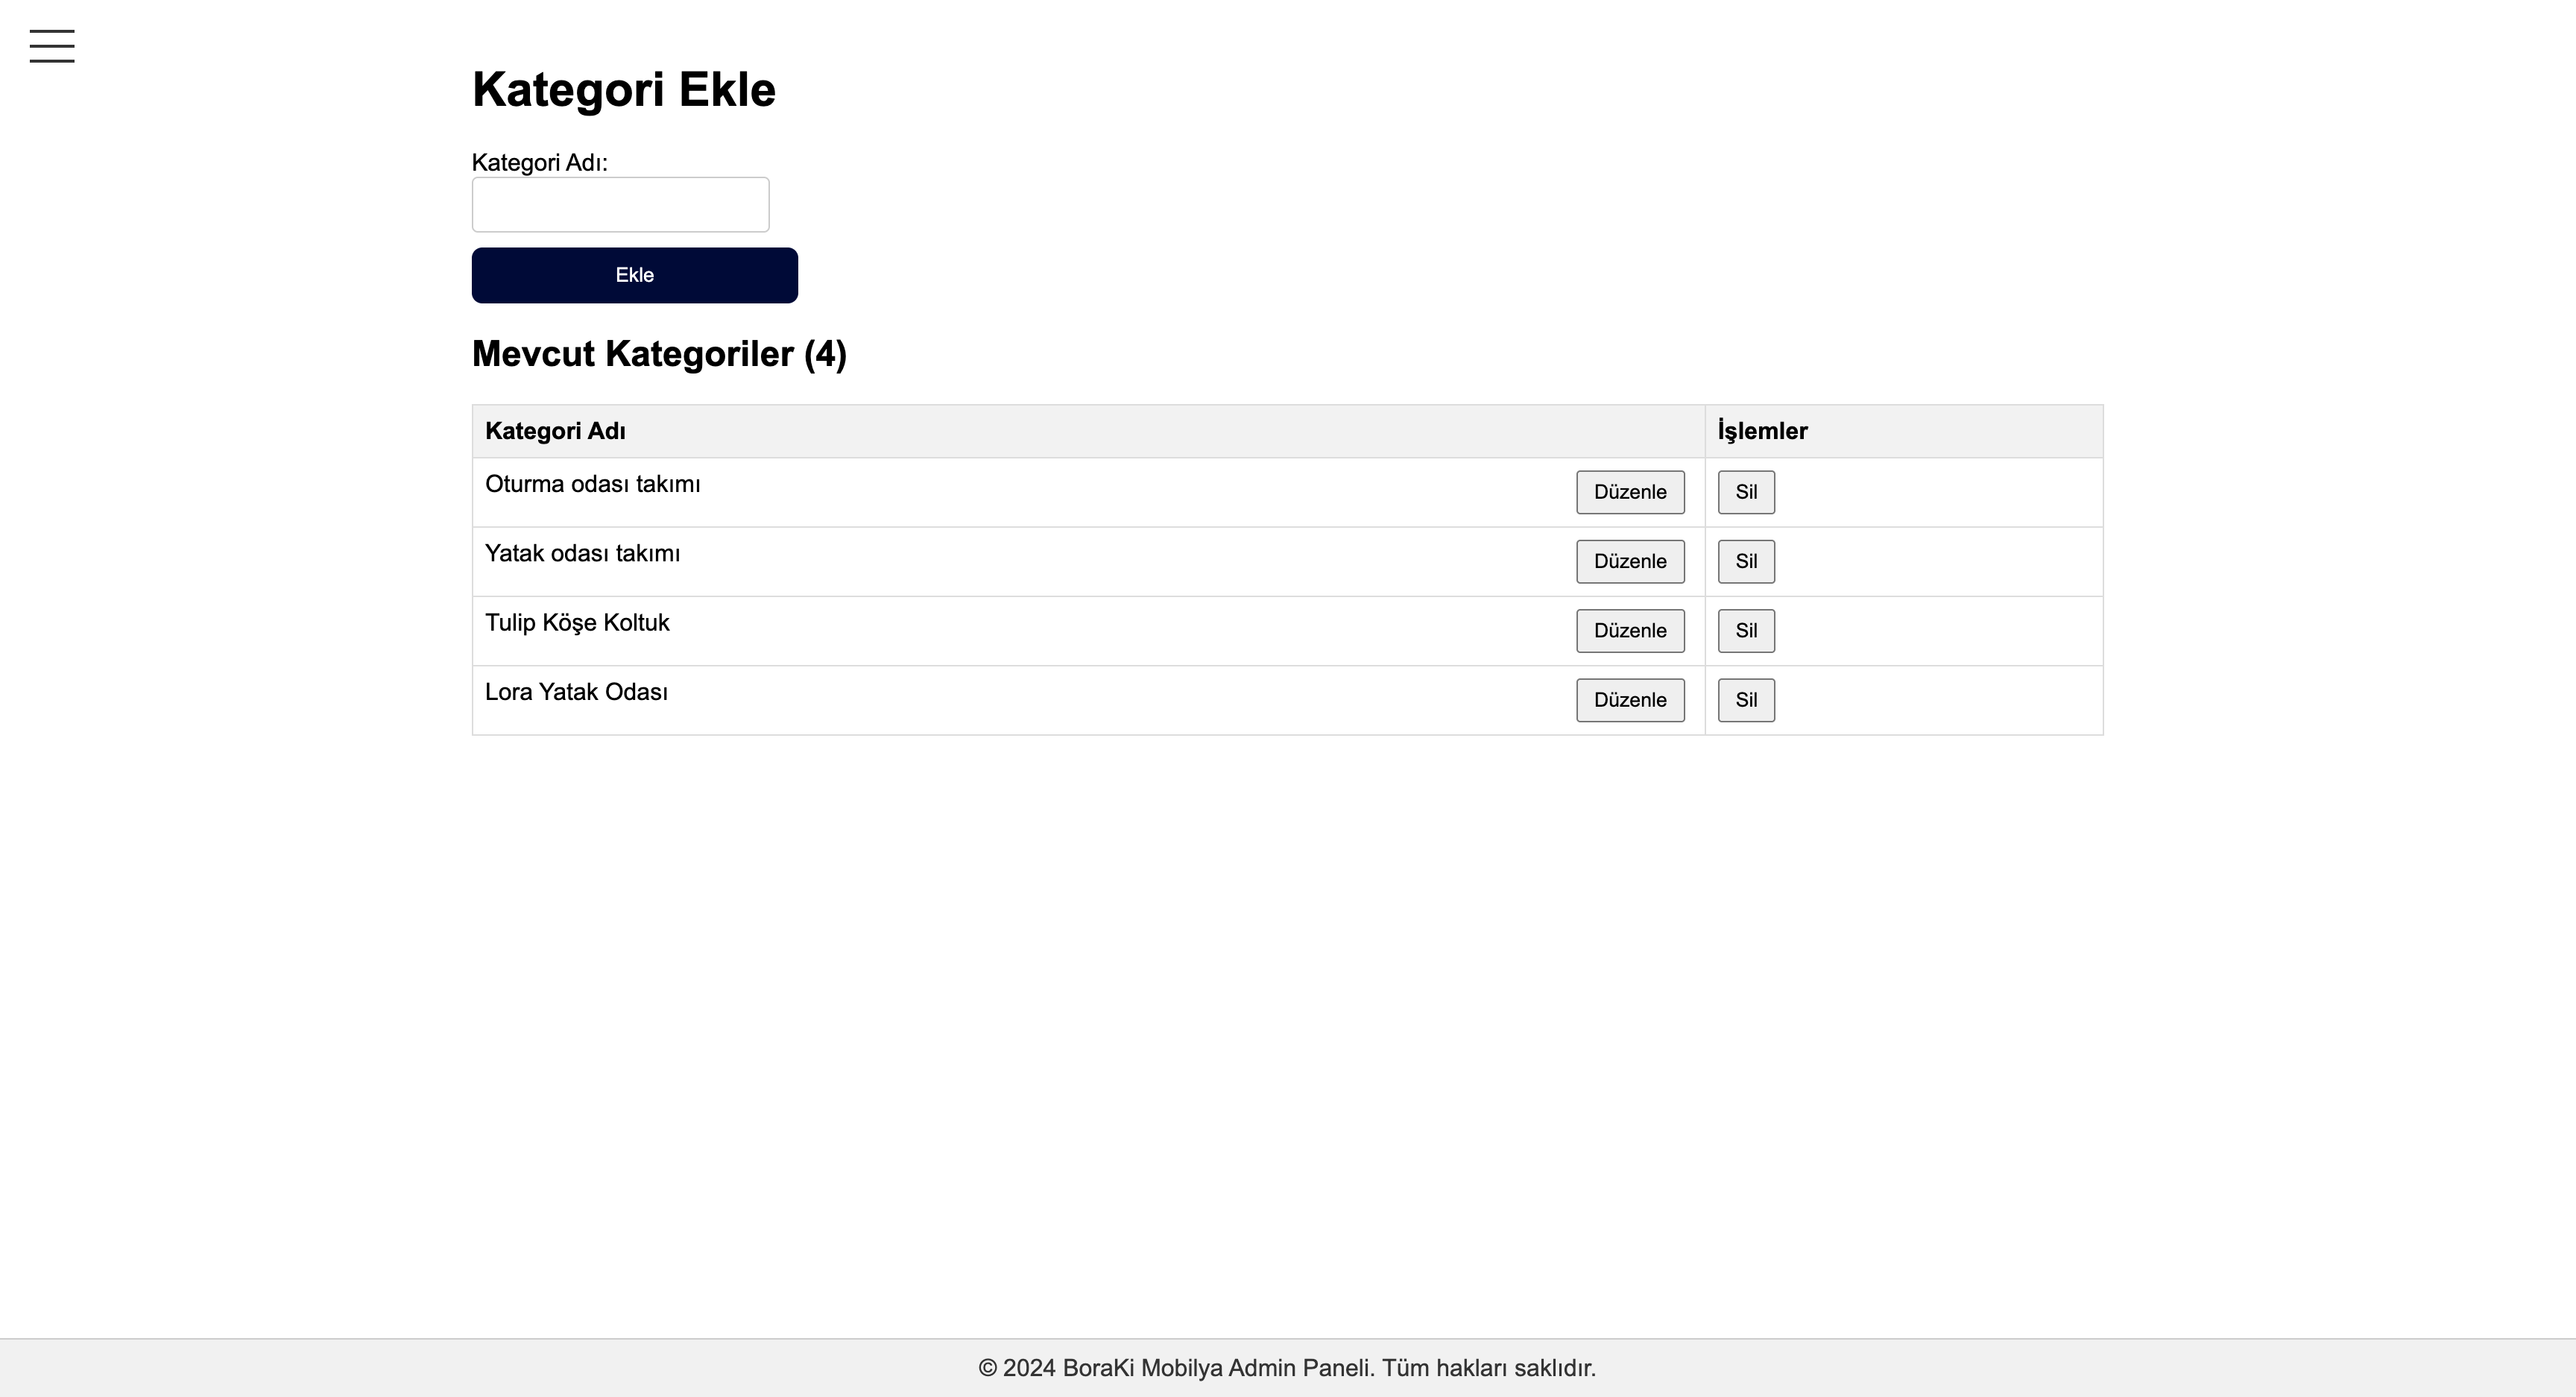 Kategori Ekle
Kategori Adı:
Ekle
Mevcut Kategoriler (4)
Kategori Adı İşlemler
Oturma odası takımı Düzenle Sil
Yatak odası takımı Düzenle Sil
Tulip Köşe Koltuk Düzenle Sil
Lora Yatak Odası Düzenle Sil
© 2024 BoraKi Mobilya Admin Paneli. Tüm hakları saklıdır.